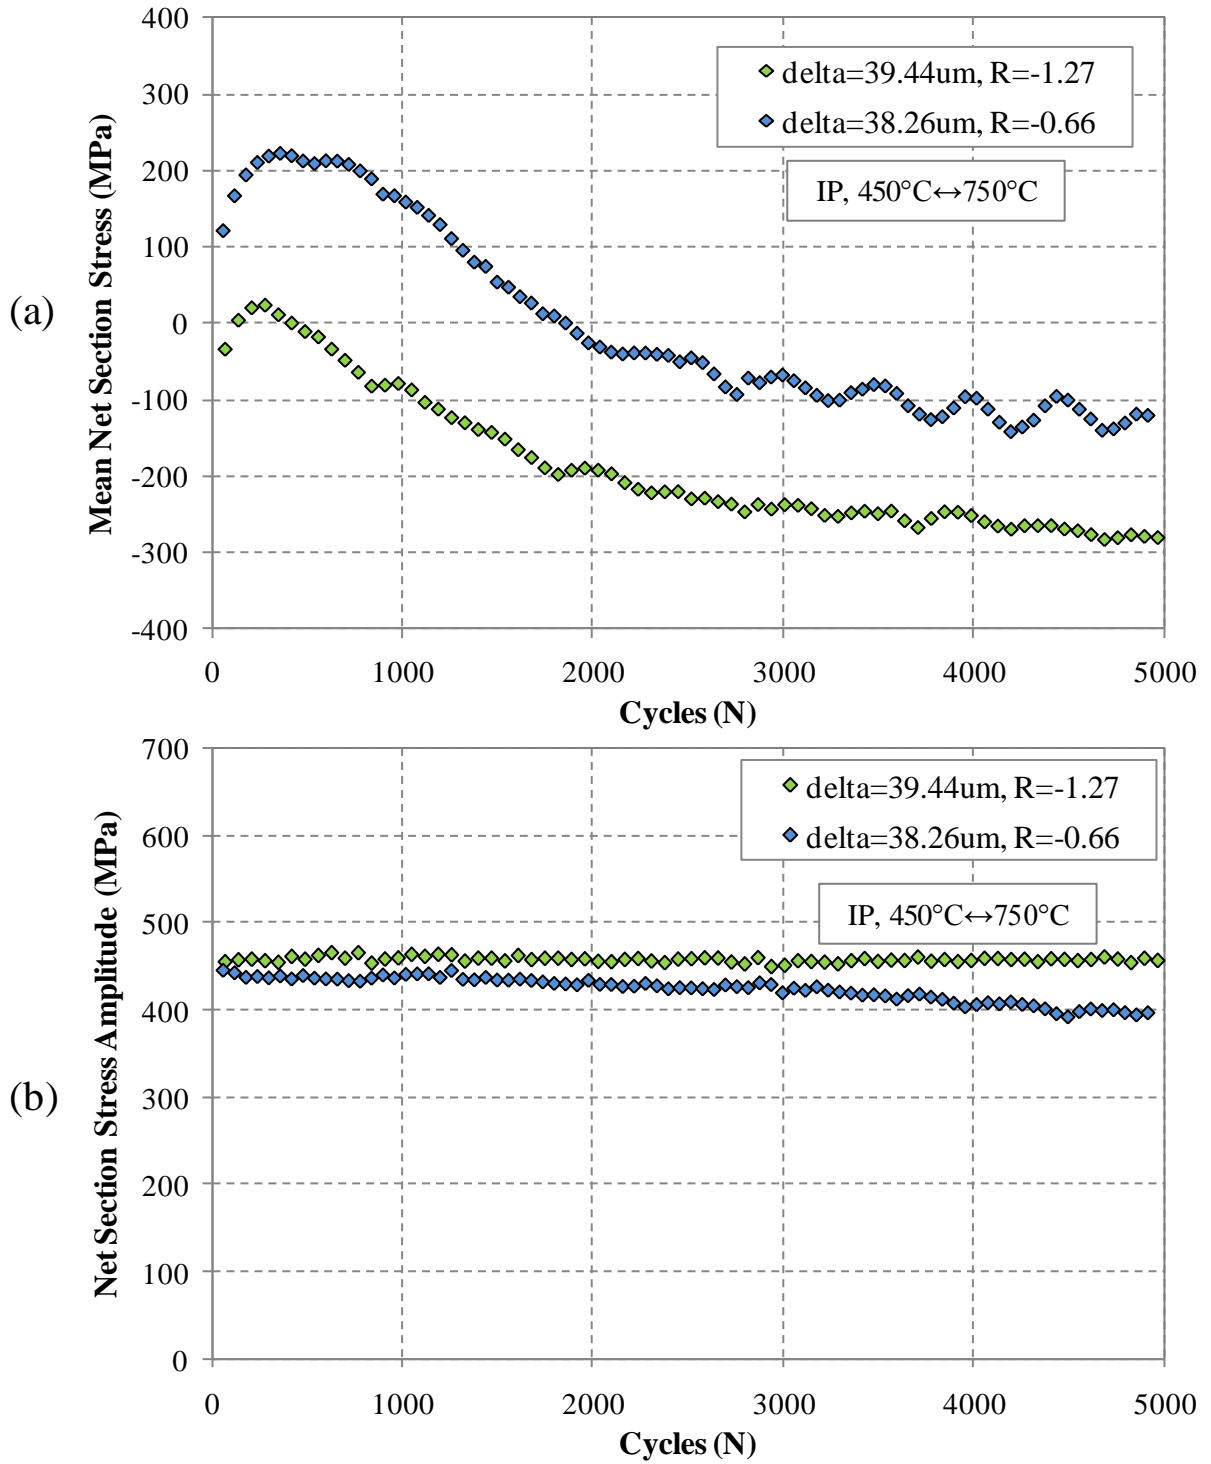 (a)
Mean Net Section Stress (MPa)
400
300
200
100
0
-100
-200
-300
-400
delta=39.44um, R=-1.27
delta=38.26um, R=-0.66
IP, 450°C↔750°C
0 1000 2000 3000 4000 5000
Cycles (N)
(b)
Net Section Stress Amplitude (MPa)
700
600
500
400
300
200
100
0
delta=39.44um, R=-1.27
delta=38.26um, R=-0.66
IP, 450°C↔750°C
0 1000 2000 3000 4000 5000
Cycles (N)